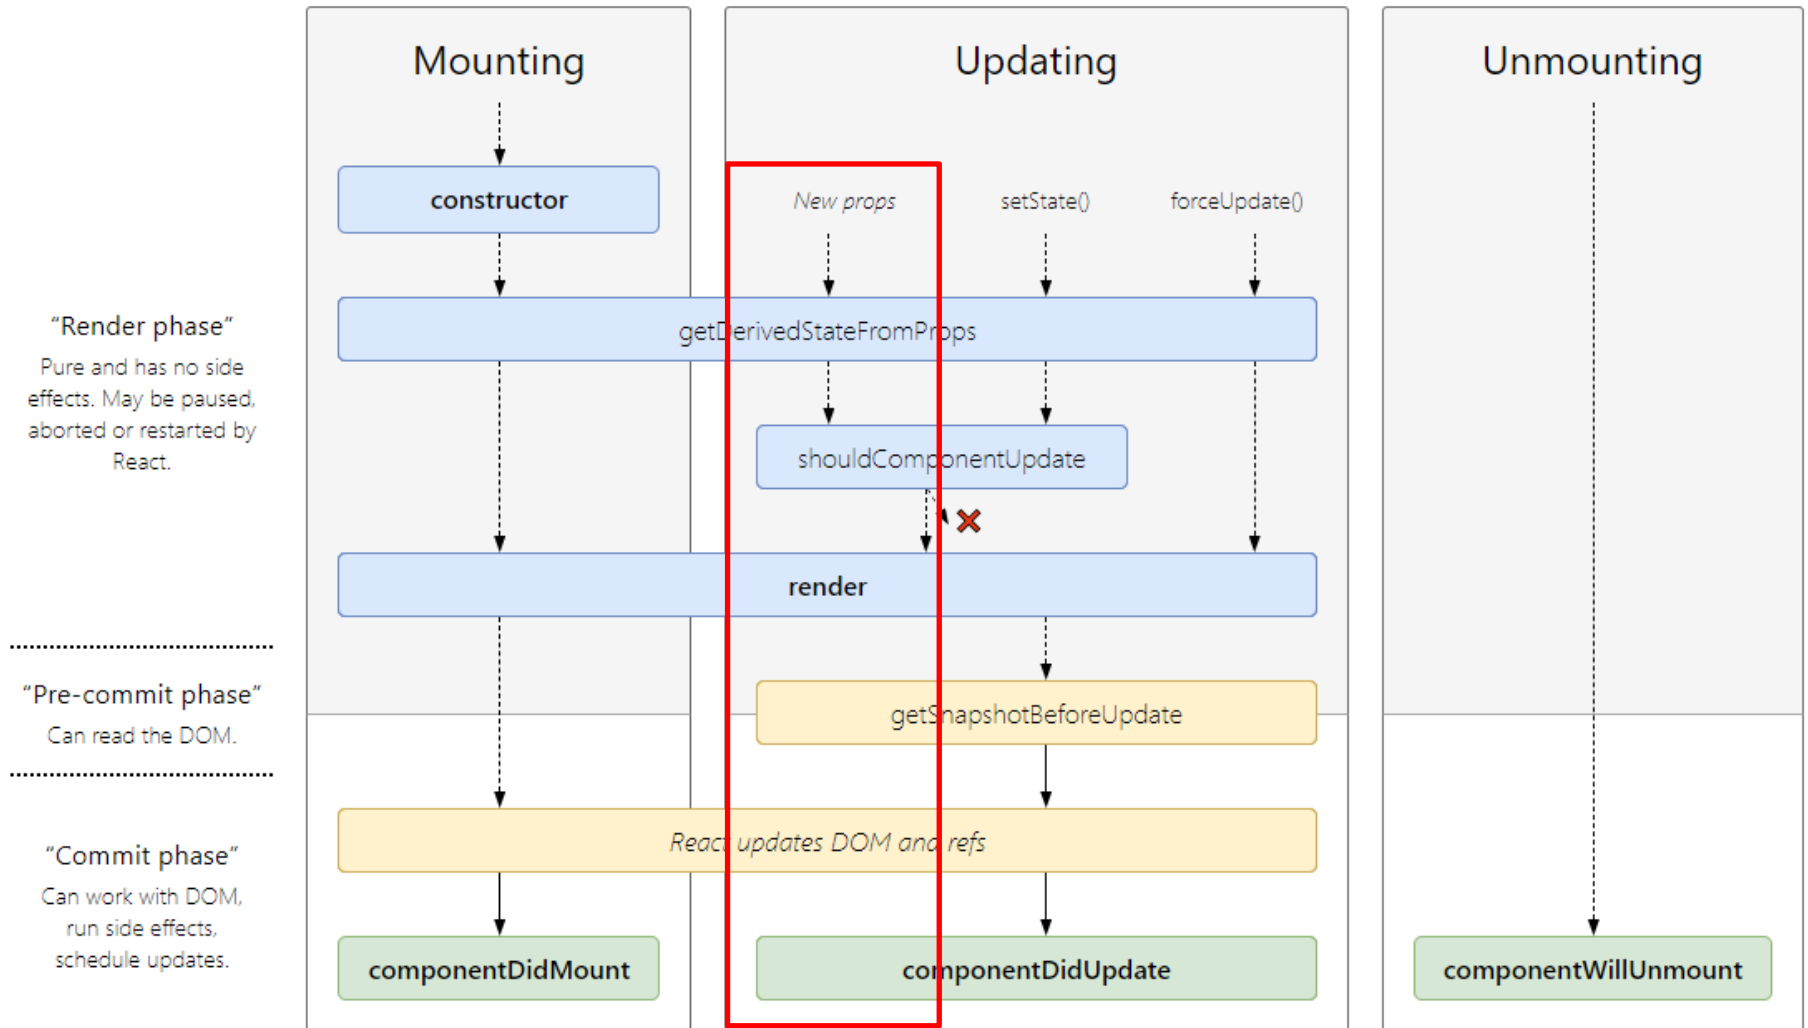 Mounting
Updating
Unmounting
constructor
New props
setState()
forceUpdate()
“Render phase”
Pure and has no side
effects. May be paused,
aborted or restarted by
React.
getDerivedStateFromProps
shouldComponentUpdate
render
“Pre-commit phase”
Can read the DOM.
getSnapshotBeforeUpdate
“Commit phase”
Can work with DOM,
run side effects,
schedule updates.
React updates DOM and refs
componentDidMount
componentDidUpdate
componentWillUnmount